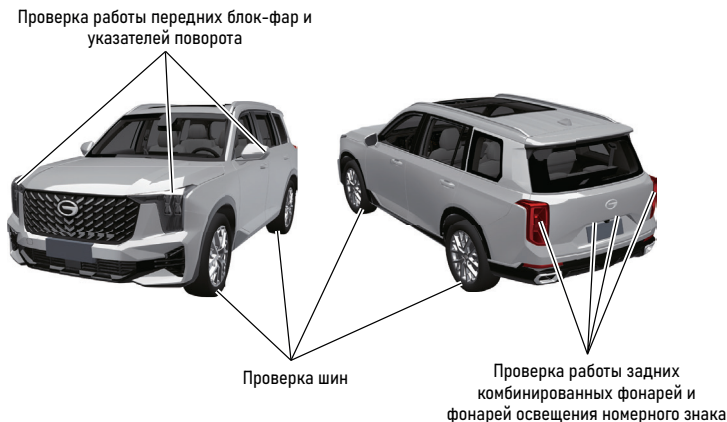 Проверка работы передних блок-фар и
указателей поворота
Проверка шин
Проверка работы задних
комбинированных фонарей и
фонарей освещения номерного знака